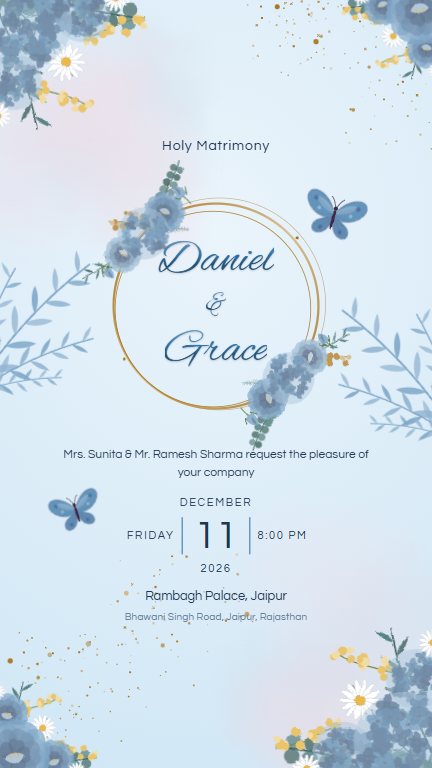 Holy Matrimony
Daniel
&
Grace
Mrs. Sunita & Mr. Ramesh Sharma request the pleasure of
your company
DECEMBER
FRIDAY 11 8:00 PM
2026
Rambagh Palace, Jaipur
Bhawani Singh Road, Jaipur, Rajasthan